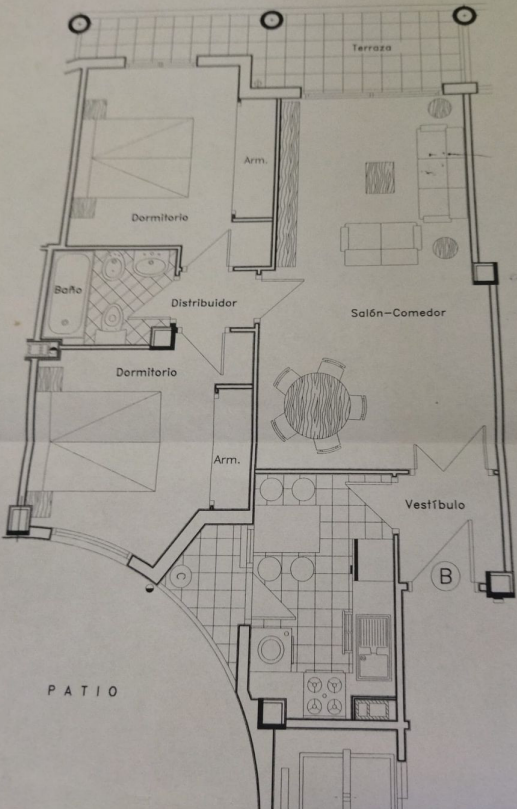 Terraza
Arm.
Dormitorio
Baño
Distribuidor
Salón-Comedor
Dormitorio
Arm.
Vestíbulo
B
C
PATIO